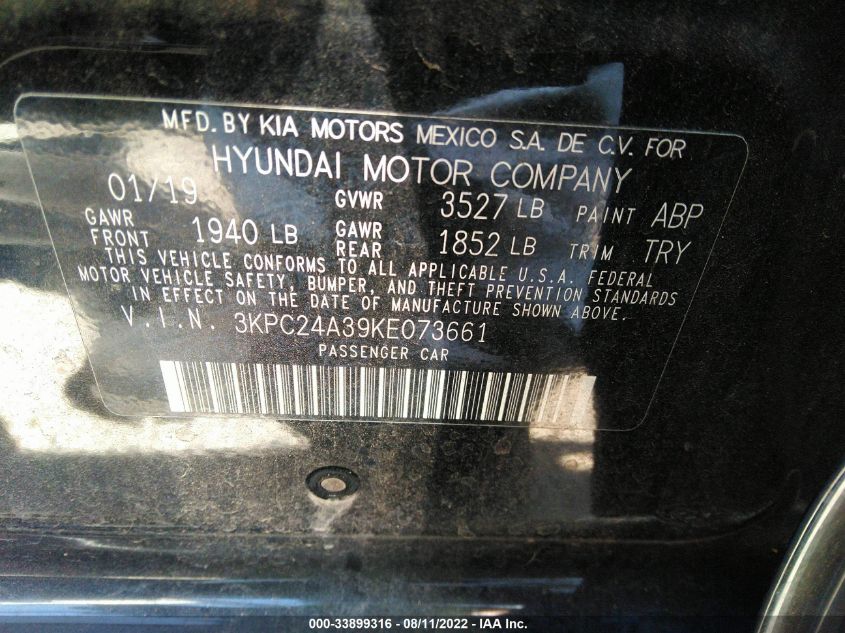 MFD. BY KIA MOTORS MEXICO S.A. DE C.V. FOR
HYUNDAI MOTOR COMPANY
01/19 GVWR 3527 LB PAINT ABP
GAWR FRONT 1940 LB GAWR REAR 1852 LB TRIM TRY
THIS VEHICLE CONFORMS TO ALL APPLICABLE U.S.A. FEDERAL
MOTOR VEHICLE SAFETY, BUMPER, AND THEFT PREVENTION STANDARDS
IN EFFECT ON THE DATE OF MANUFACTURE SHOWN ABOVE.
V.I.N. 3KPC24A39KE073661
PASSENGER CAR
000-33899316 - 08/11/2022 - IAA Inc.